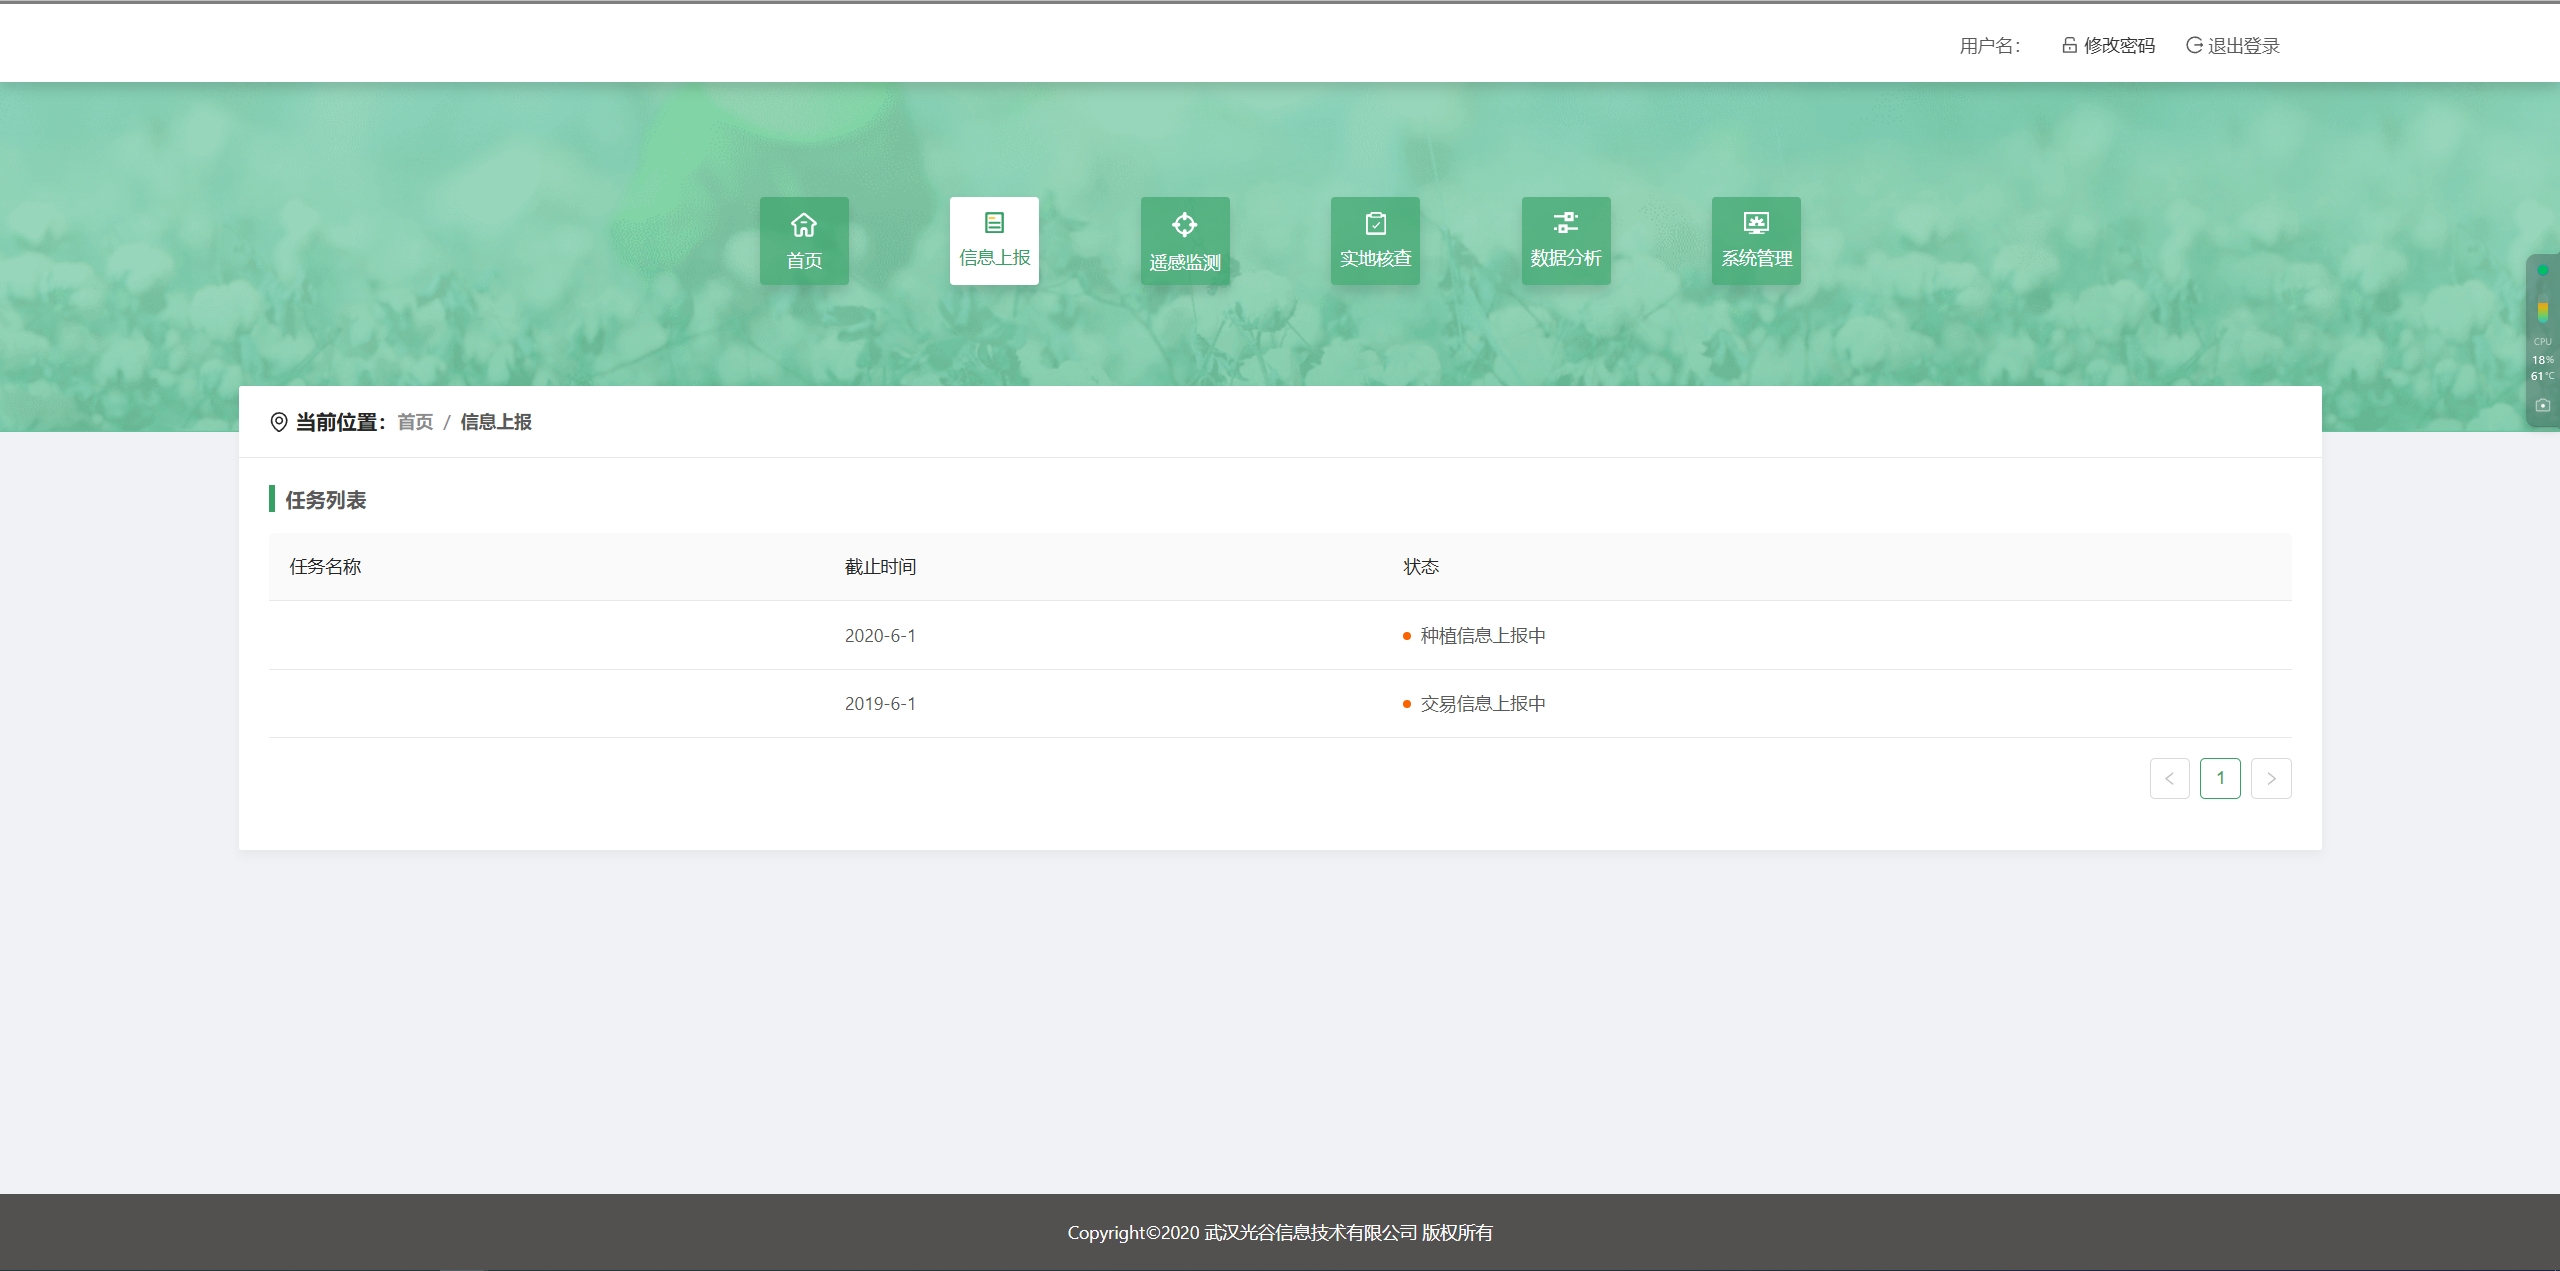 用户名： 修改密码 退出登录
首页 信息上报 遥感监测 实地核查 数据分析 系统管理
CPU
18%
61°C
当前位置： 首页 / 信息上报
任务列表
任务名称 截止时间 状态
2020-6-1 种植信息上报中
2019-6-1 交易信息上报中
< 1 >
Copyright©2020 武汉光谷信息技术有限公司 版权所有